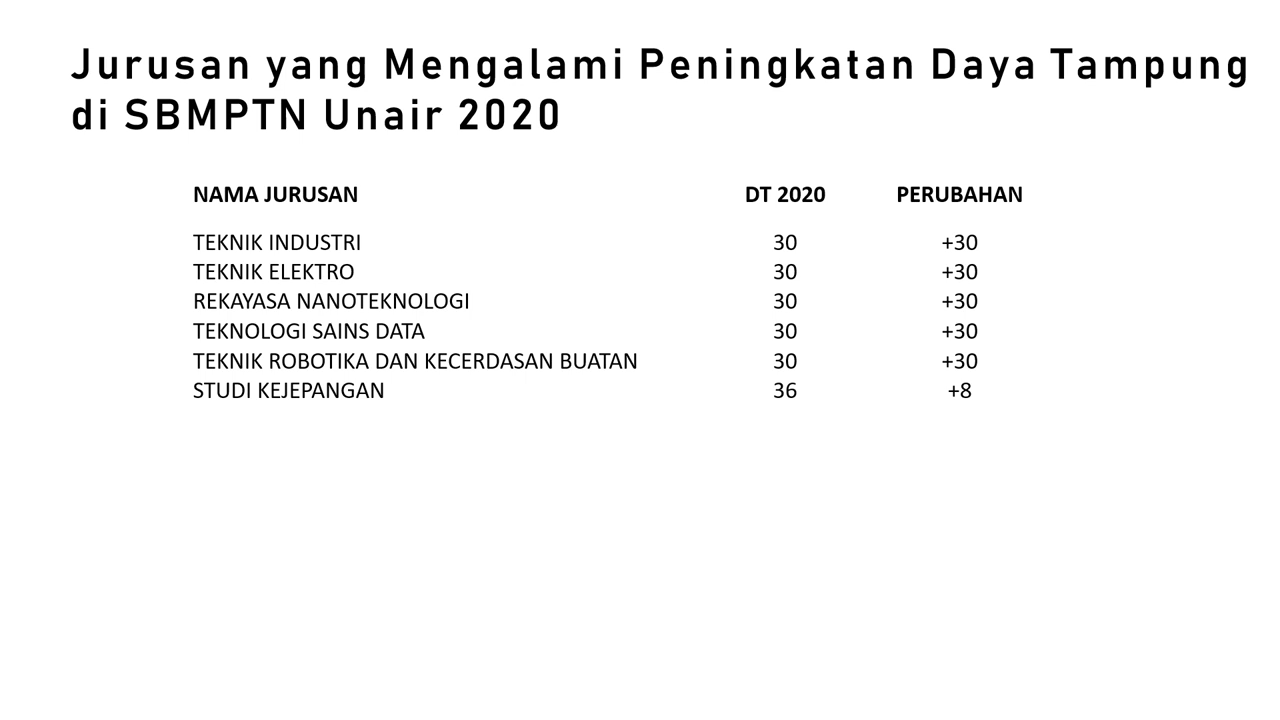 Jurusan yang Mengalami Peningkatan Daya Tampung
di SBMPTN Unair 2020
NAMA JURUSAN DT 2020 PERUBAHAN
TEKNIK INDUSTRI 30 +30
TEKNIK ELEKTRO 30 +30
REKAYASA NANOTEKNOLOGI 30 +30
TEKNOLOGI SAINS DATA 30 +30
TEKNIK ROBOTIKA DAN KECERDASAN BUATAN 30 +30
STUDI KEJEPANGAN 36 +8